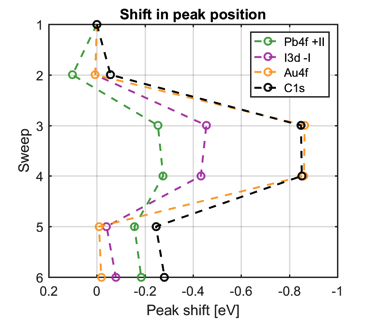 Shift in peak position
Pb4f +II
I3d -I
Au4f
C1s
Sweep
1
2
3
4
5
6
0.2 0 -0.2 -0.4 -0.6 -0.8 -1
Peak shift [eV]